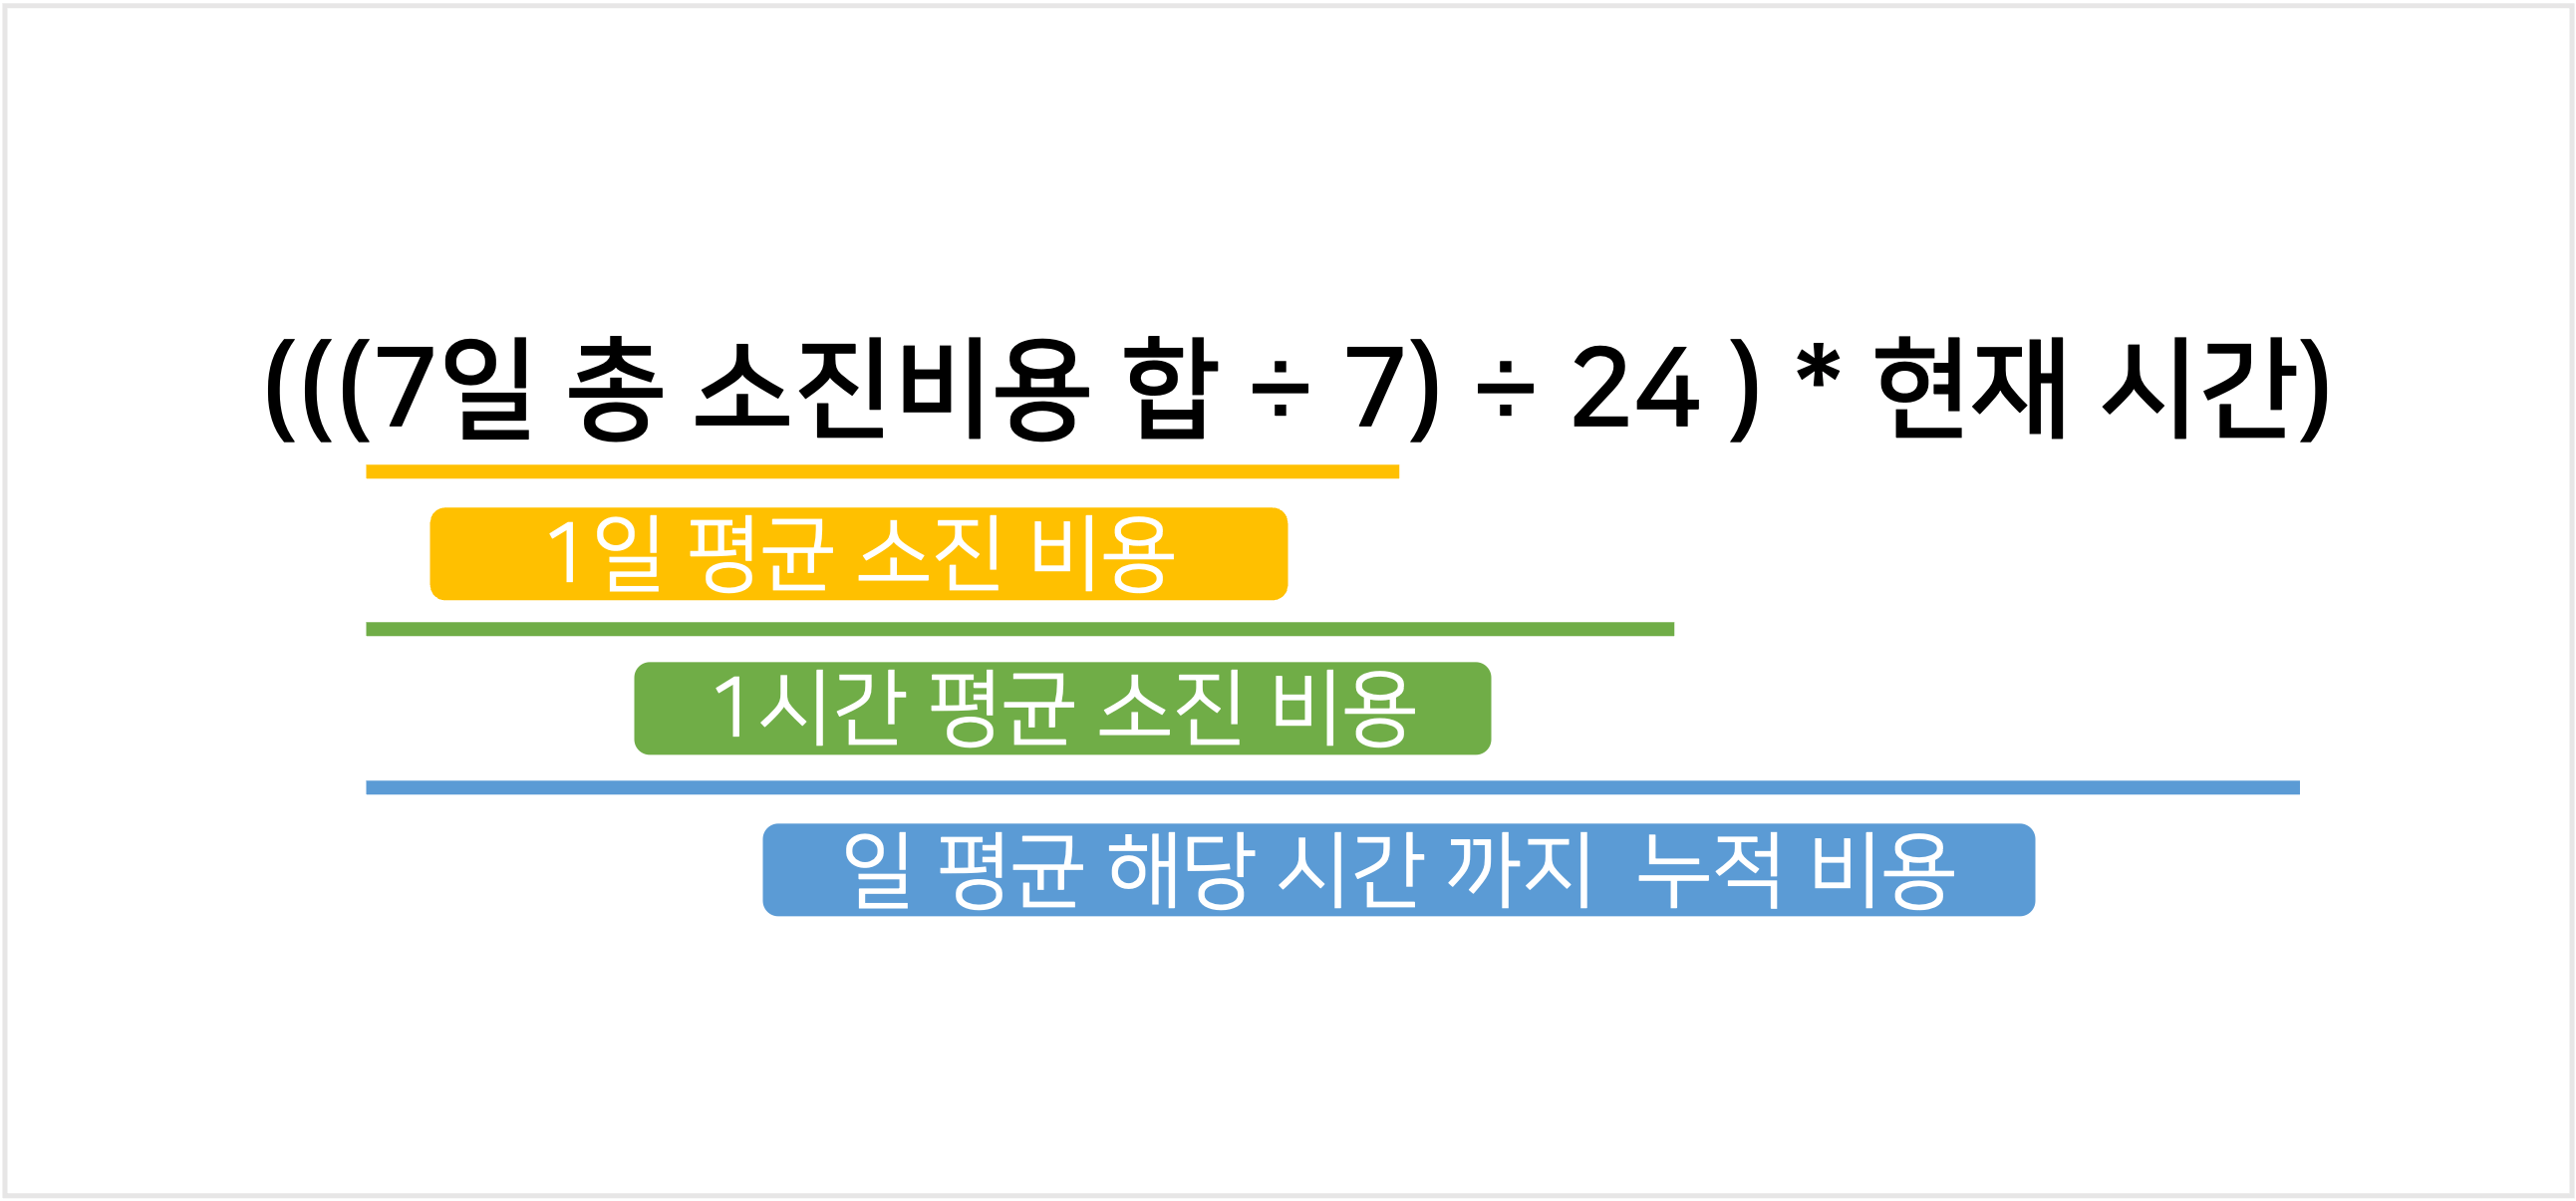 (((7일 총 소진비용 합 ÷ 7) ÷ 24 ) * 현재 시간)
1일 평균 소진 비용
1시간 평균 소진 비용
일 평균 해당 시간 까지 누적 비용